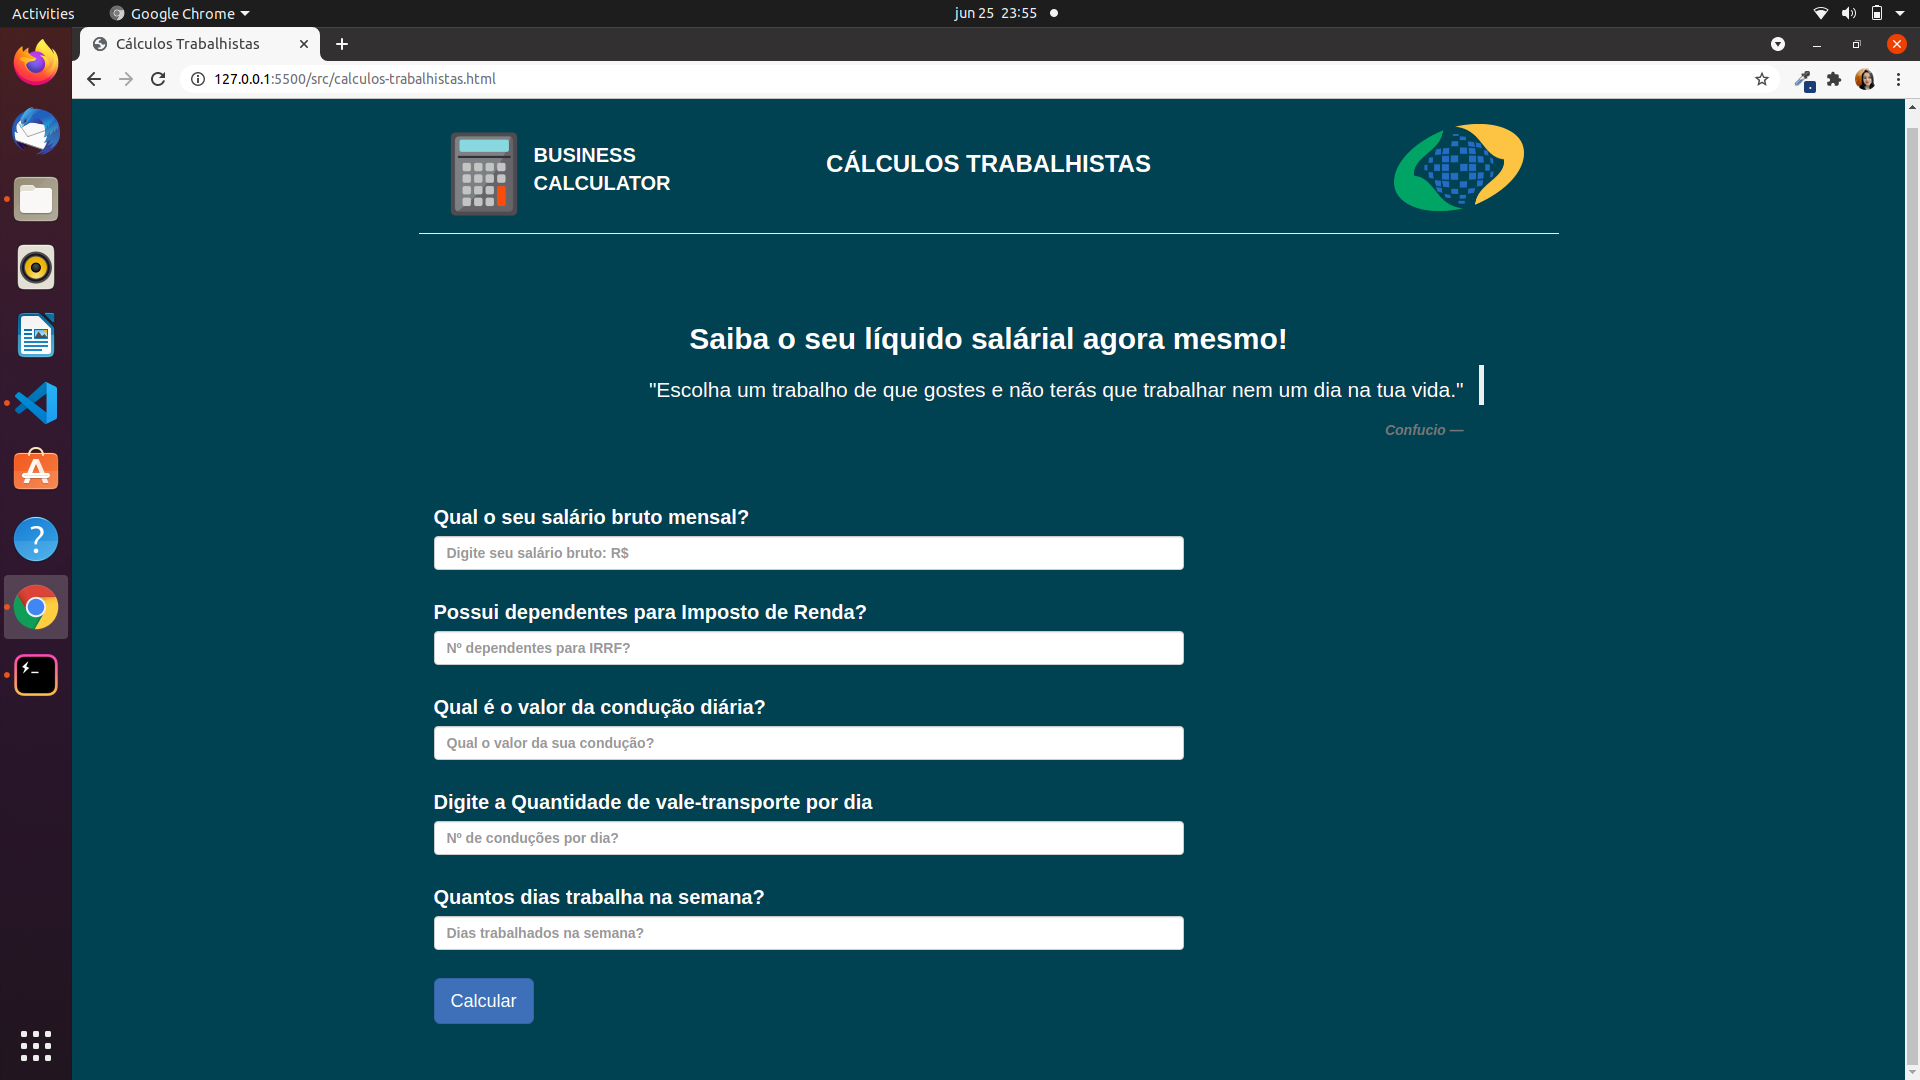 Activities
Google Chrome
jun 25 23:55
Cálculos Trabalhistas
127.0.0.1:5500/src/calculos-trabalhistas.html
BUSINESS
CALCULATOR
CÁLCULOS TRABALHISTAS
Saiba o seu líquido salárial agora mesmo!
"Escolha um trabalho de que gostes e não terás que trabalhar nem um dia na tua vida."
Confucio —
Qual o seu salário bruto mensal?
Digite seu salário bruto: R$
Possui dependentes para Imposto de Renda?
Nº dependentes para IRRF?
Qual é o valor da condução diária?
Qual o valor da sua condução?
Digite a Quantidade de vale-transporte por dia
Nº de conduções por dia?
Quantos dias trabalha na semana?
Dias trabalhados na semana?
Calcular